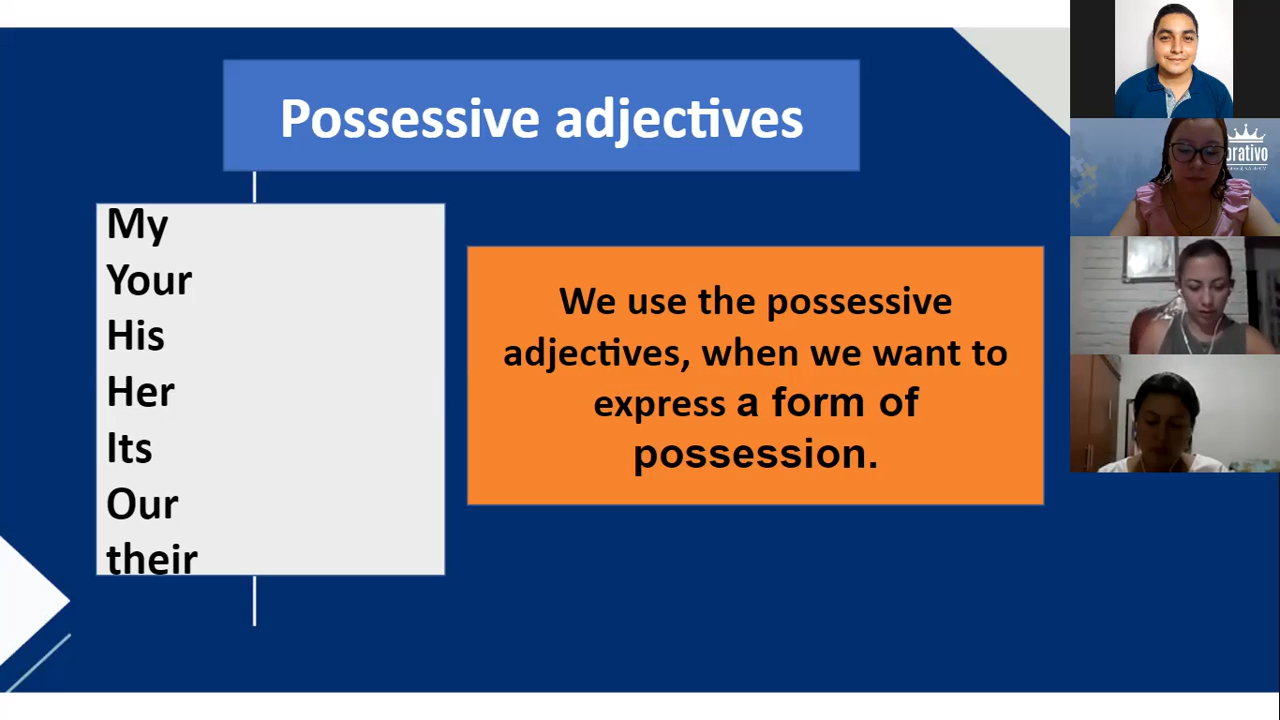 Possessive adjectives
My
Your
His
Her
Its
Our
their
We use the possessive
adjectives, when we want to
express a form of
possession.
orativo